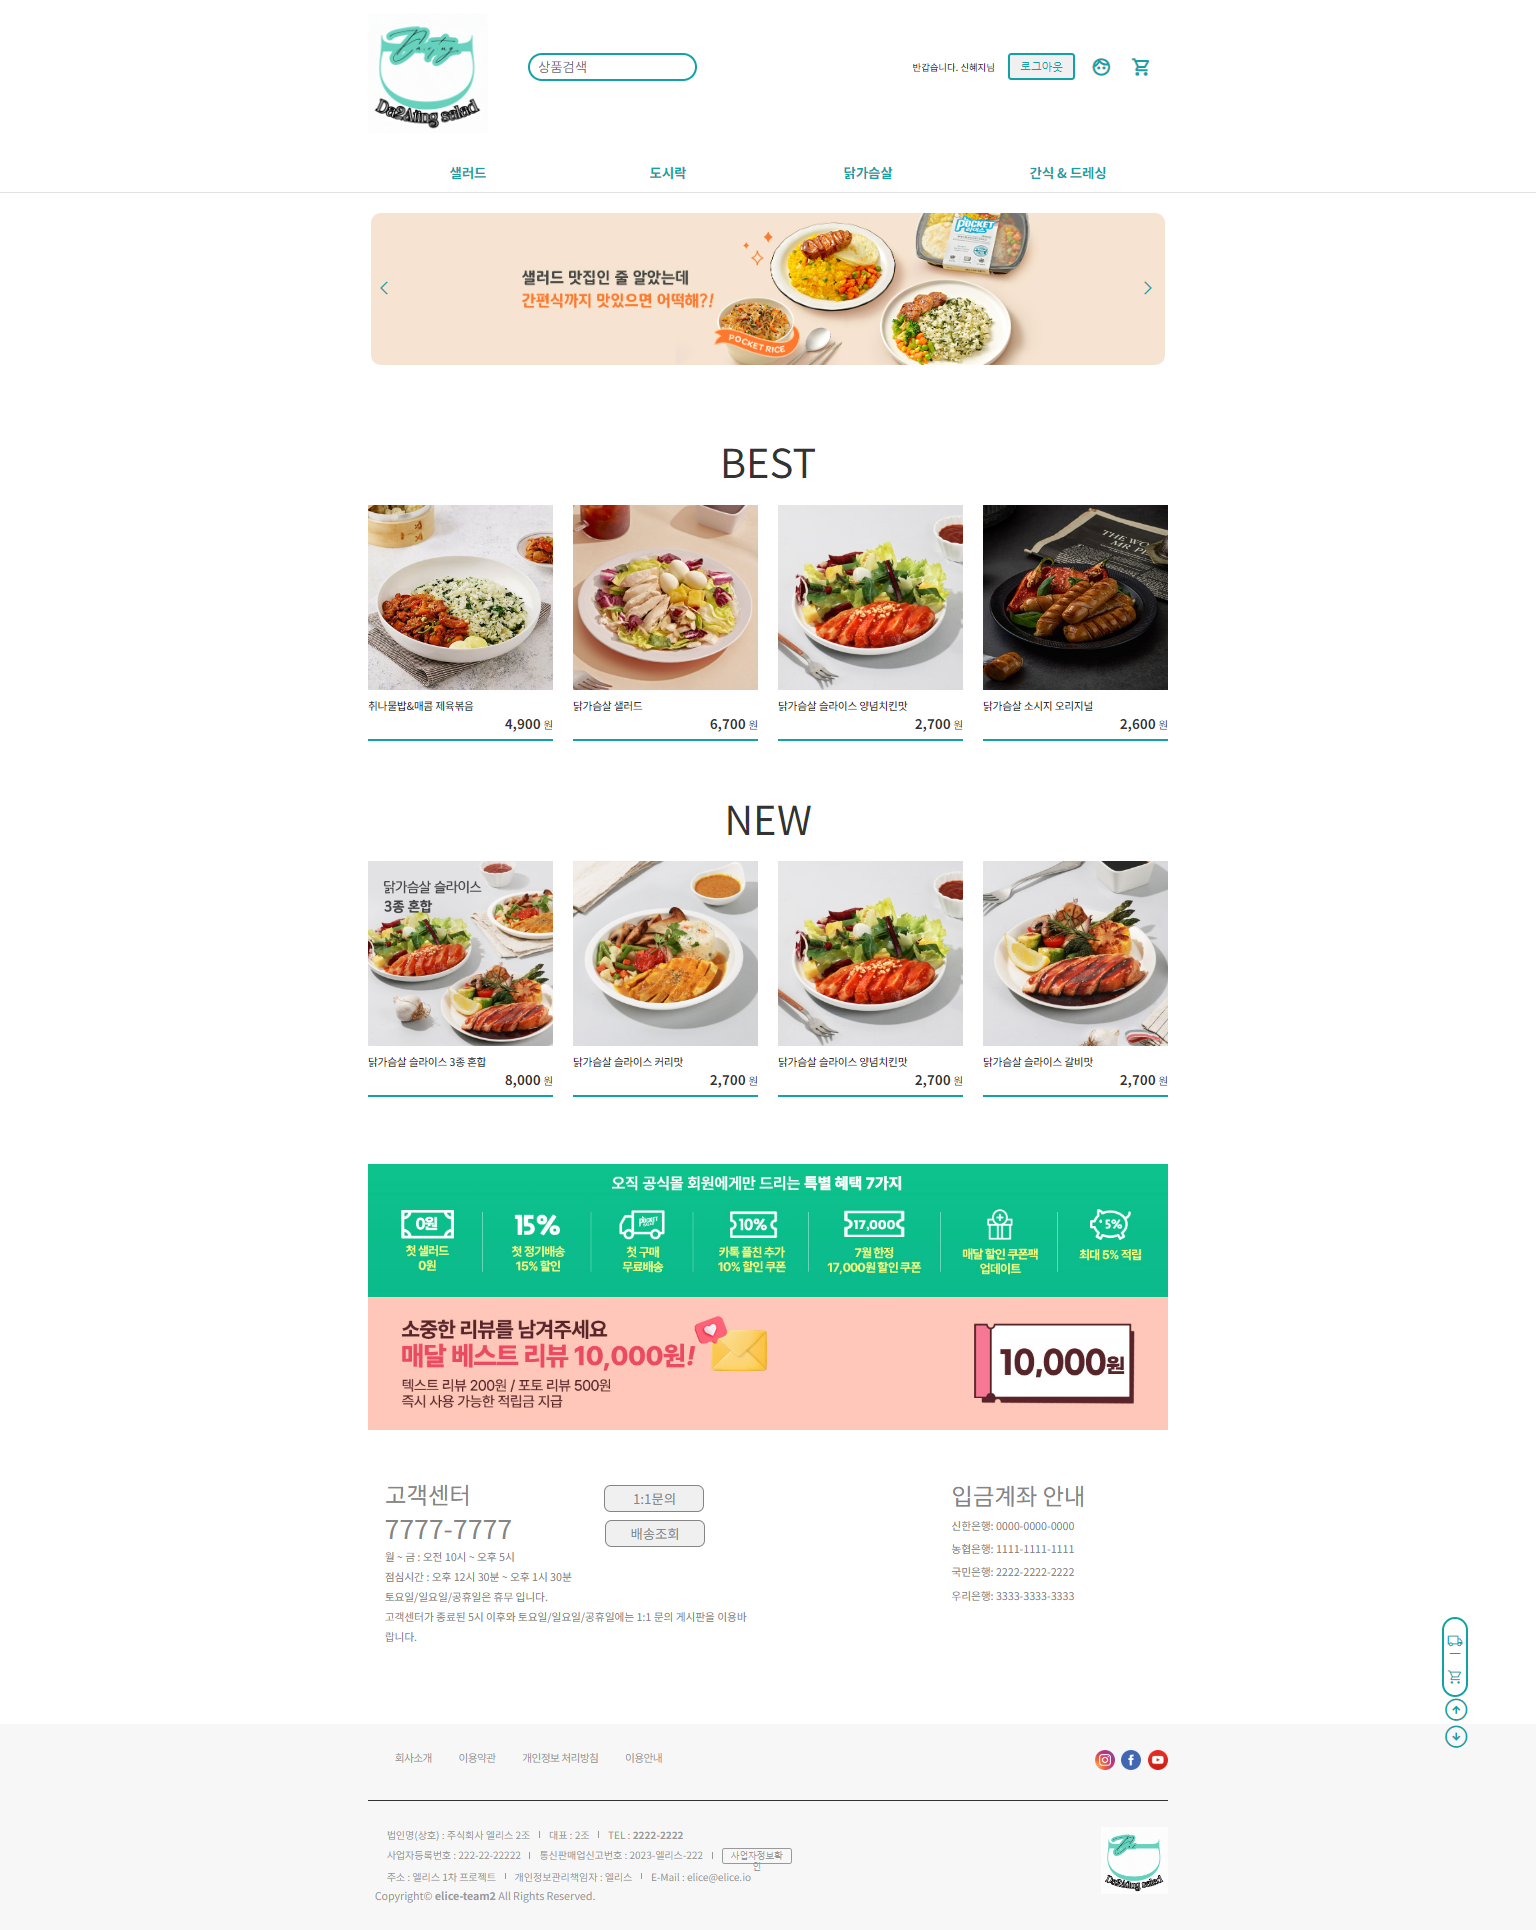 Da2Aling salad
상품검색
반갑습니다. 신혜지님
로그아웃
샐러드
도시락
닭가슴살
간식 & 드레싱
샐러드 맛집인 줄 알았는데
간편식까지 맛있으면 어떡해?!
POCKET RICE
POCKET
BEST
THE WO
MR PE
취나물밥&매콤 제육볶음
4,900 원
닭가슴살 샐러드
6,700 원
닭가슴살 슬라이스 양념치킨맛
2,700 원
닭가슴살 소시지 오리지널
2,600 원
NEW
닭가슴살 슬라이스
3종 혼합
닭가슴살 슬라이스 3종 혼합
8,000 원
닭가슴살 슬라이스 커리맛
2,700 원
닭가슴살 슬라이스 양념치킨맛
2,700 원
닭가슴살 슬라이스 갈비맛
2,700 원
오직 공식몰 회원에게만 드리는 특별 혜택 7가지
0원
첫 샐러드
0원
15%
첫 정기배송
15% 할인
POCKET
첫 구매
무료배송
10%
카톡 플친 추가
10% 할인 쿠폰
17,000
7월 한정
17,000원 할인 쿠폰
매달 할인 쿠폰팩
업데이트
5%
최대 5% 적립
소중한 리뷰를 남겨주세요
매달 베스트 리뷰 10,000원!
텍스트 리뷰 200원 / 포토 리뷰 500원
즉시 사용 가능한 적립금 지급
10,000원
고객센터
7777-7777
월 ~ 금 : 오전 10시 ~ 오후 5시
점심시간 : 오후 12시 30분 ~ 오후 1시 30분
토요일/일요일/공휴일은 휴무 입니다.
고객센터가 종료된 5시 이후와 토요일/일요일/공휴일에는 1:1 문의 게시판을 이용바
랍니다.
1:1문의
배송조회
입금계좌 안내
신한은행: 0000-0000-0000
농협은행: 1111-1111-1111
국민은행: 2222-2222-2222
우리은행: 3333-3333-3333
회사소개
이용약관
개인정보 처리방침
이용안내
법인명(상호) : 주식회사 엘리스 2조 ㅣ 대표 : 2조 ㅣ TEL : 2222-2222
사업자등록번호 : 222-22-22222 ㅣ 통신판매업신고번호 : 2023-엘리스-222 ㅣ 사업자정보확
인
주소 : 엘리스 1차 프로젝트 ㅣ 개인정보관리책임자 : 엘리스 ㅣ E-Mail : elice@elice.io
Copyright© elice-team2 All Rights Reserved.
Da2Aling salad